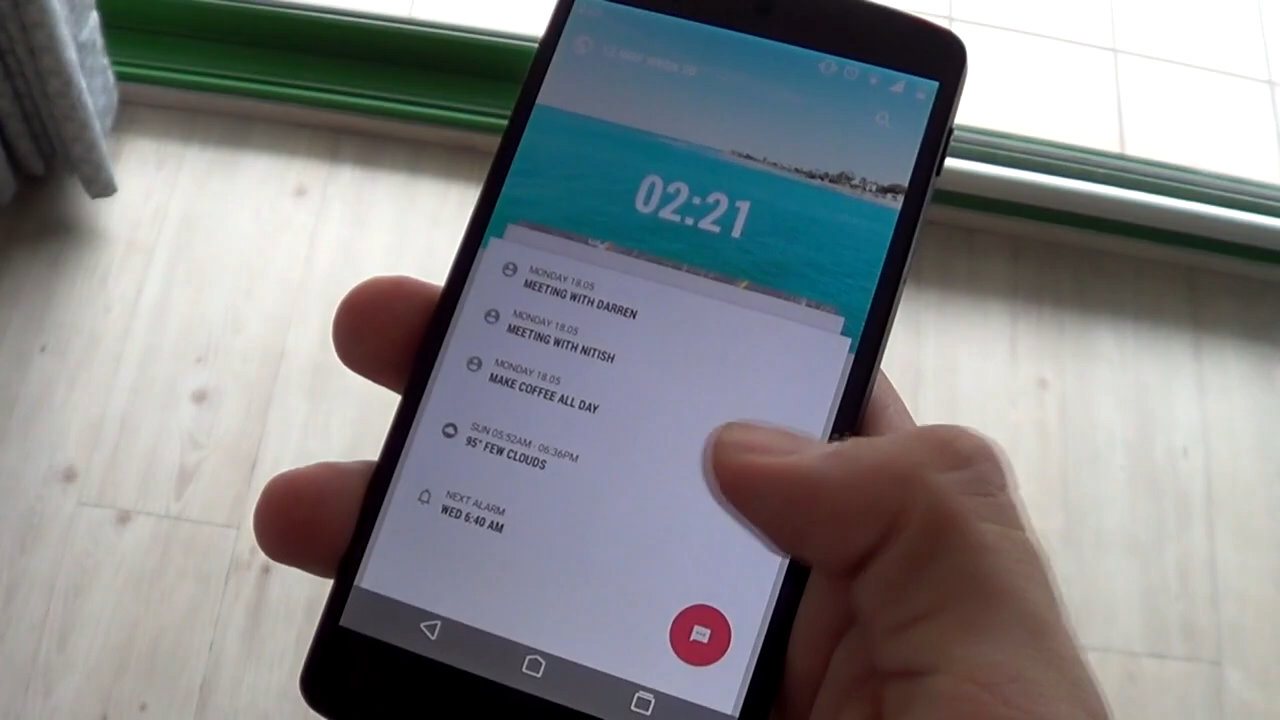 02:21
MONDAY 18.05
MEETING WITH DARREN
MONDAY 18.05
MEETING WITH NITISH
MONDAY 18.05
MAKE COFFEE ALL DAY
SUN 05:52AM - 06:36PM
95° FEW CLOUDS
NEXT ALARM
WED 6:40 AM